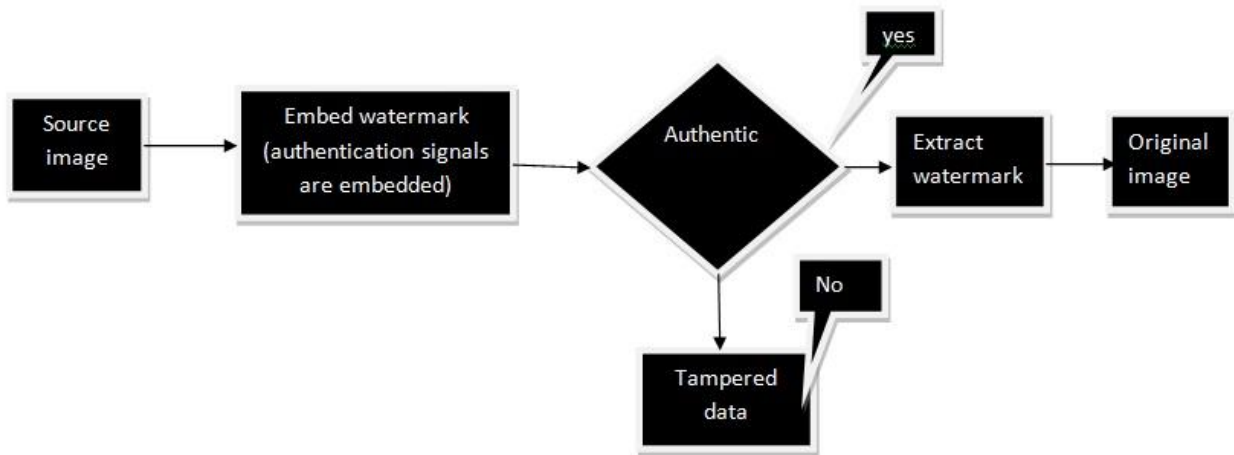 Source
image
Embed watermark
(authentication signals
are embedded)
Authentic
yes
Extract
watermark
Original
image
No
Tampered
data